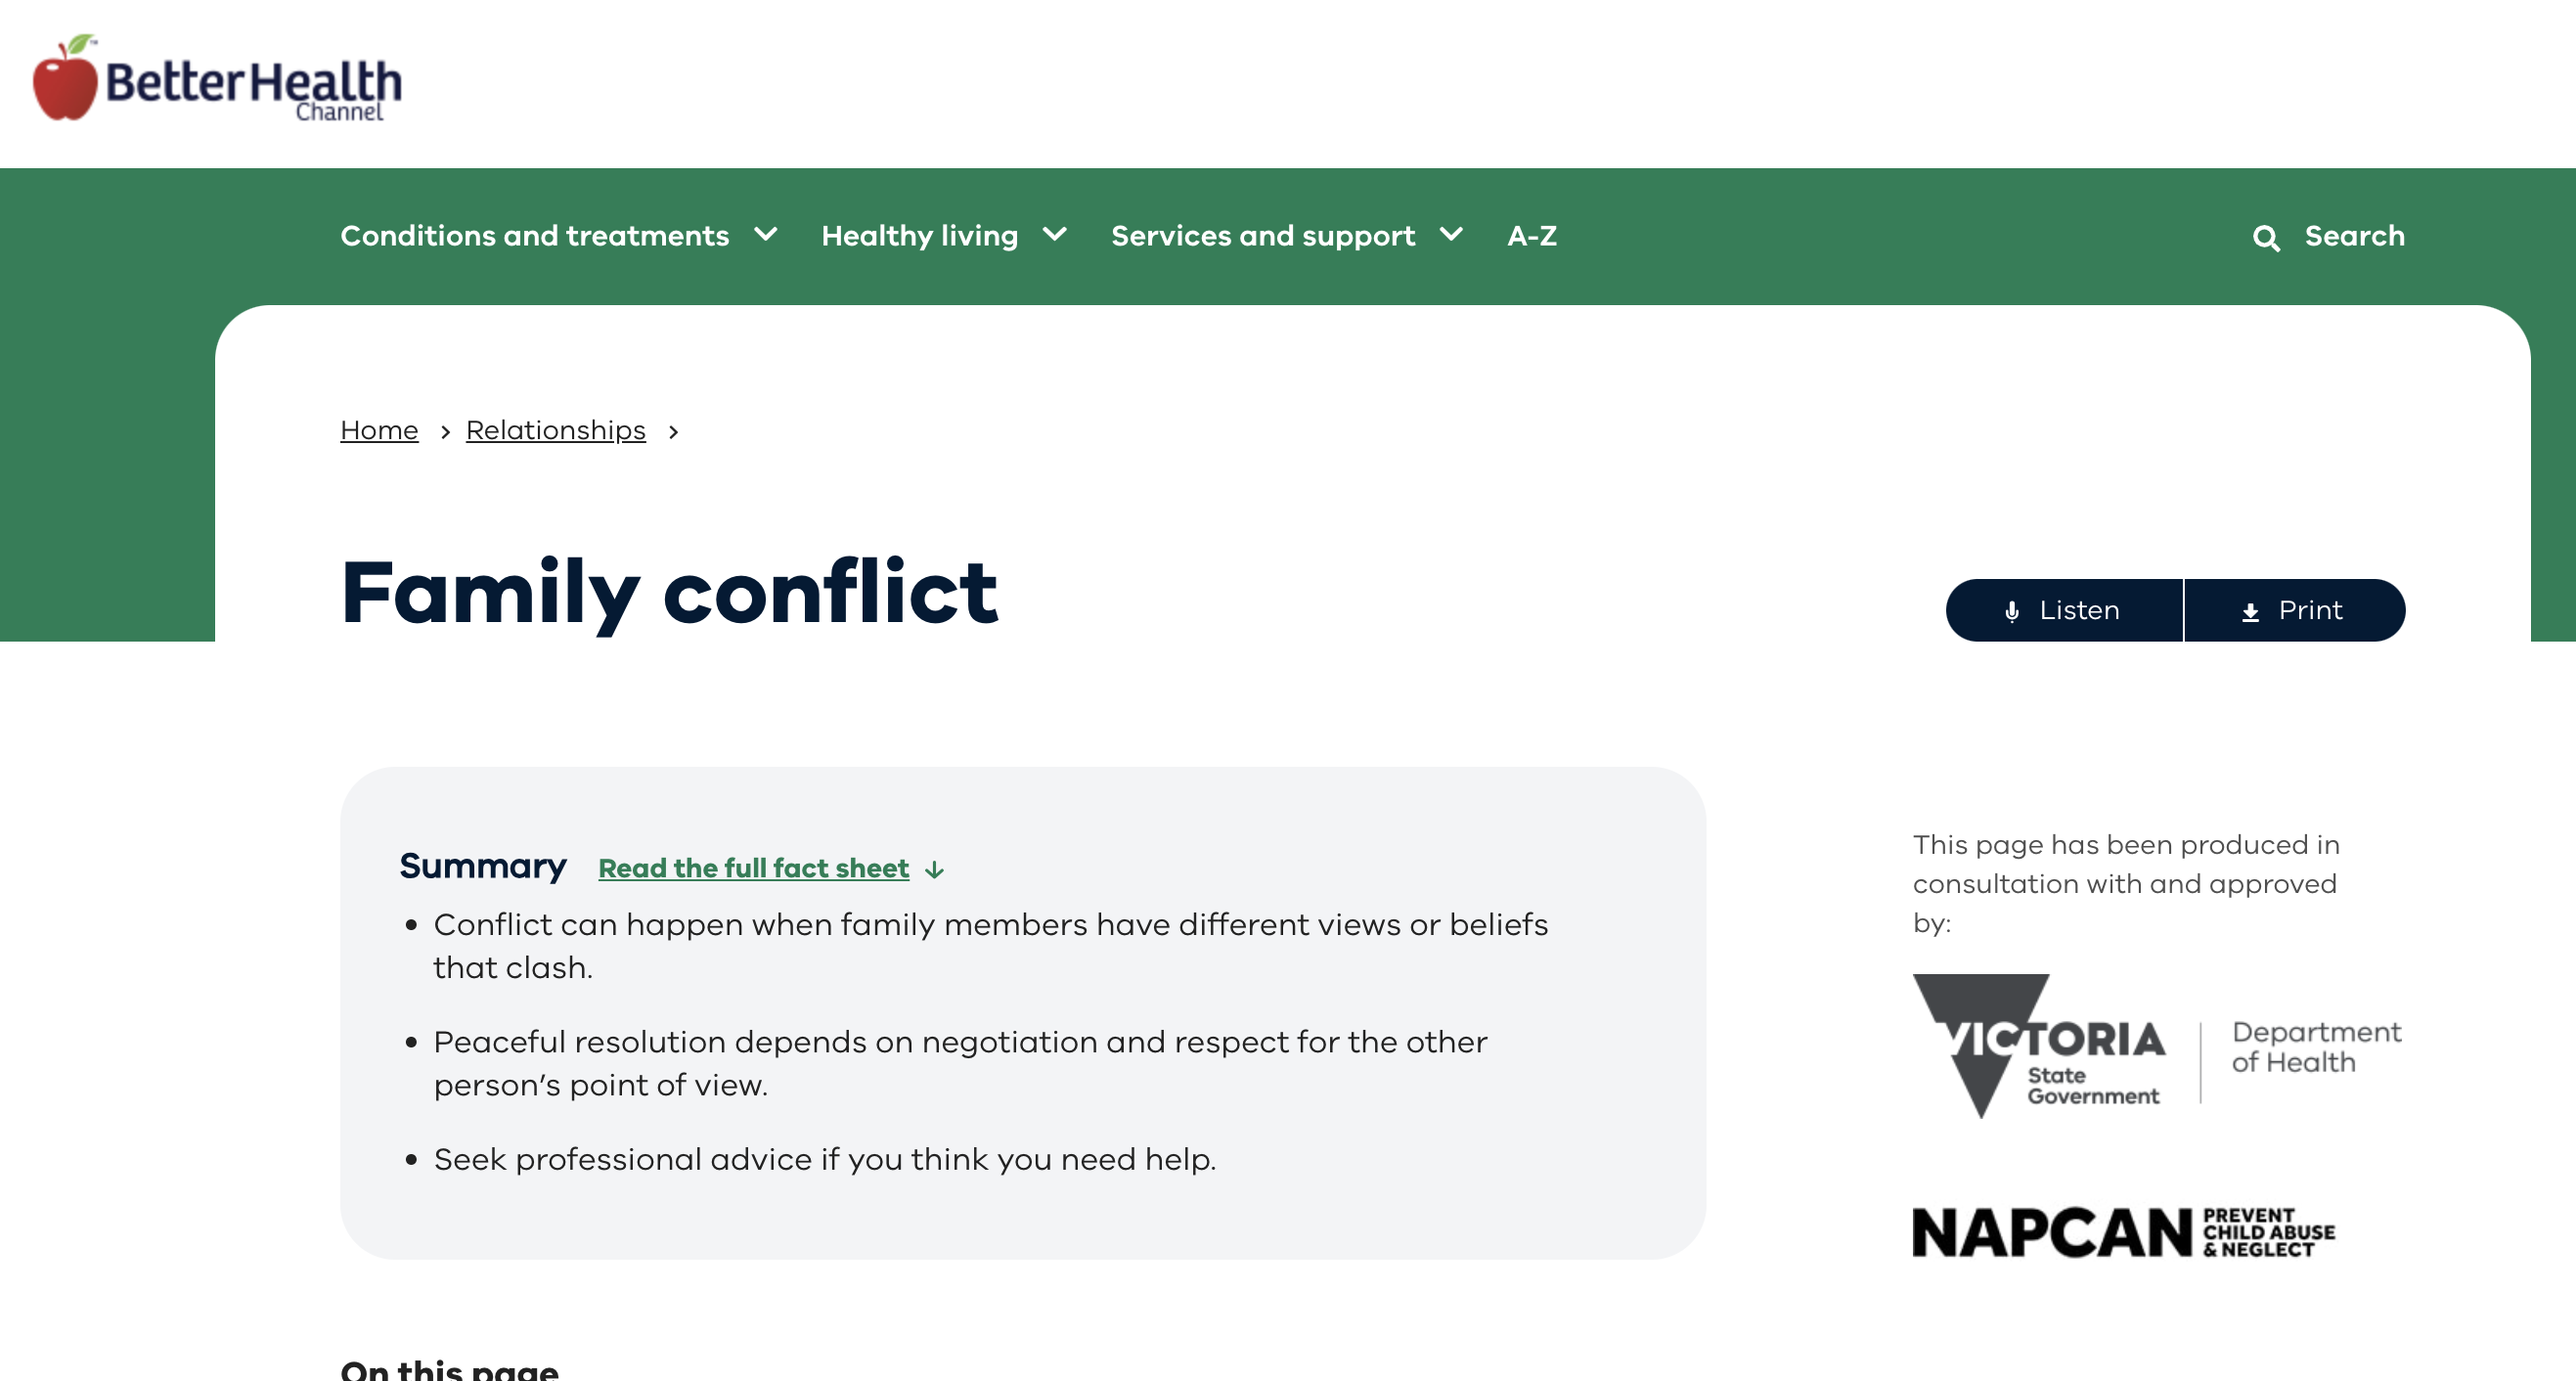 BetterHealth
Channel
Conditions and treatments
Healthy living
Services and support
A-Z
Search
Home
Relationships
Family conflict
Listen
Print
Summary
Read the full fact sheet
Conflict can happen when family members have different views or beliefs
that clash.
Peaceful resolution depends on negotiation and respect for the other
person’s point of view.
Seek professional advice if you think you need help.
This page has been produced in
consultation with and approved
by:
VICTORIA
State
Government
Department
of Health
NAPCAN
PREVENT
CHILD ABUSE
& NEGLECT
On this page